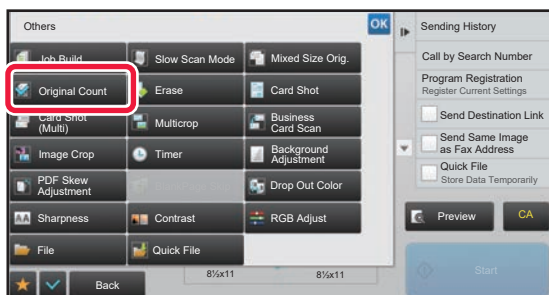 Others
OK
Job Build
Slow Scan Mode
Mixed Size Orig.
Original Count
Erase
Card Shot
Card Shot
(Multi)
Multicrop
Business
Card Scan
Image Crop
Timer
Background
Adjustment
PDF Skew
Adjustment
Drop Out Color
AA Sharpness
Contrast
RGB Adjust
File
Quick File
Back
8½x11
8½x11
Sending History
Call by Search Number
Program Registration
Register Current Settings
Send Destination Link
Send Same Image
as Fax Address
Quick File
Store Data Temporarily
Preview
CA
Start